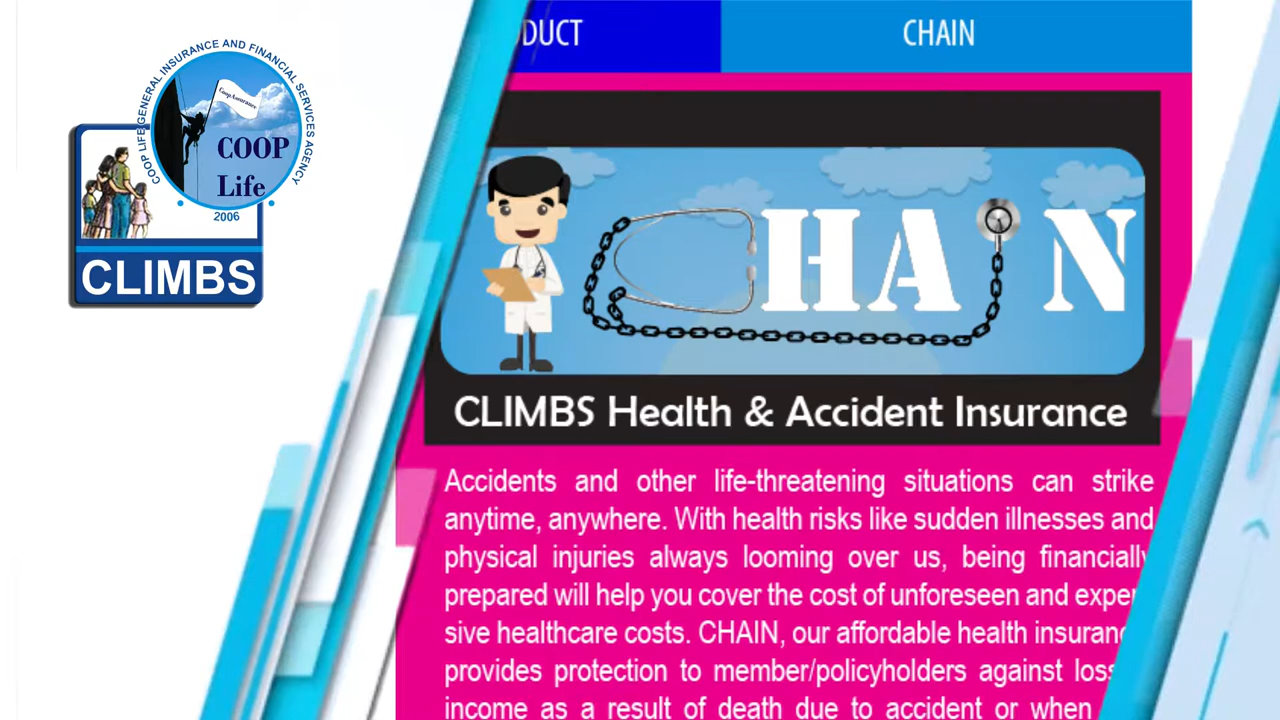 COOP LIFE GENERAL INSURANCE AND FINANCIAL SERVICES AGENCY
CoopAssurance
COOP
Life
2006
CLIMBS
DUCT
CHAIN
CHAIN
CLIMBS Health & Accident Insurance
Accidents and other life-threatening situations can strike
anytime, anywhere. With health risks like sudden illnesses and
physical injuries always looming over us, being financially
prepared will help you cover the cost of unforeseen and exper
sive healthcare costs. CHAIN, our affordable health insuranc
provides protection to member/policyholders against loss
income as a result of death due to accident or when